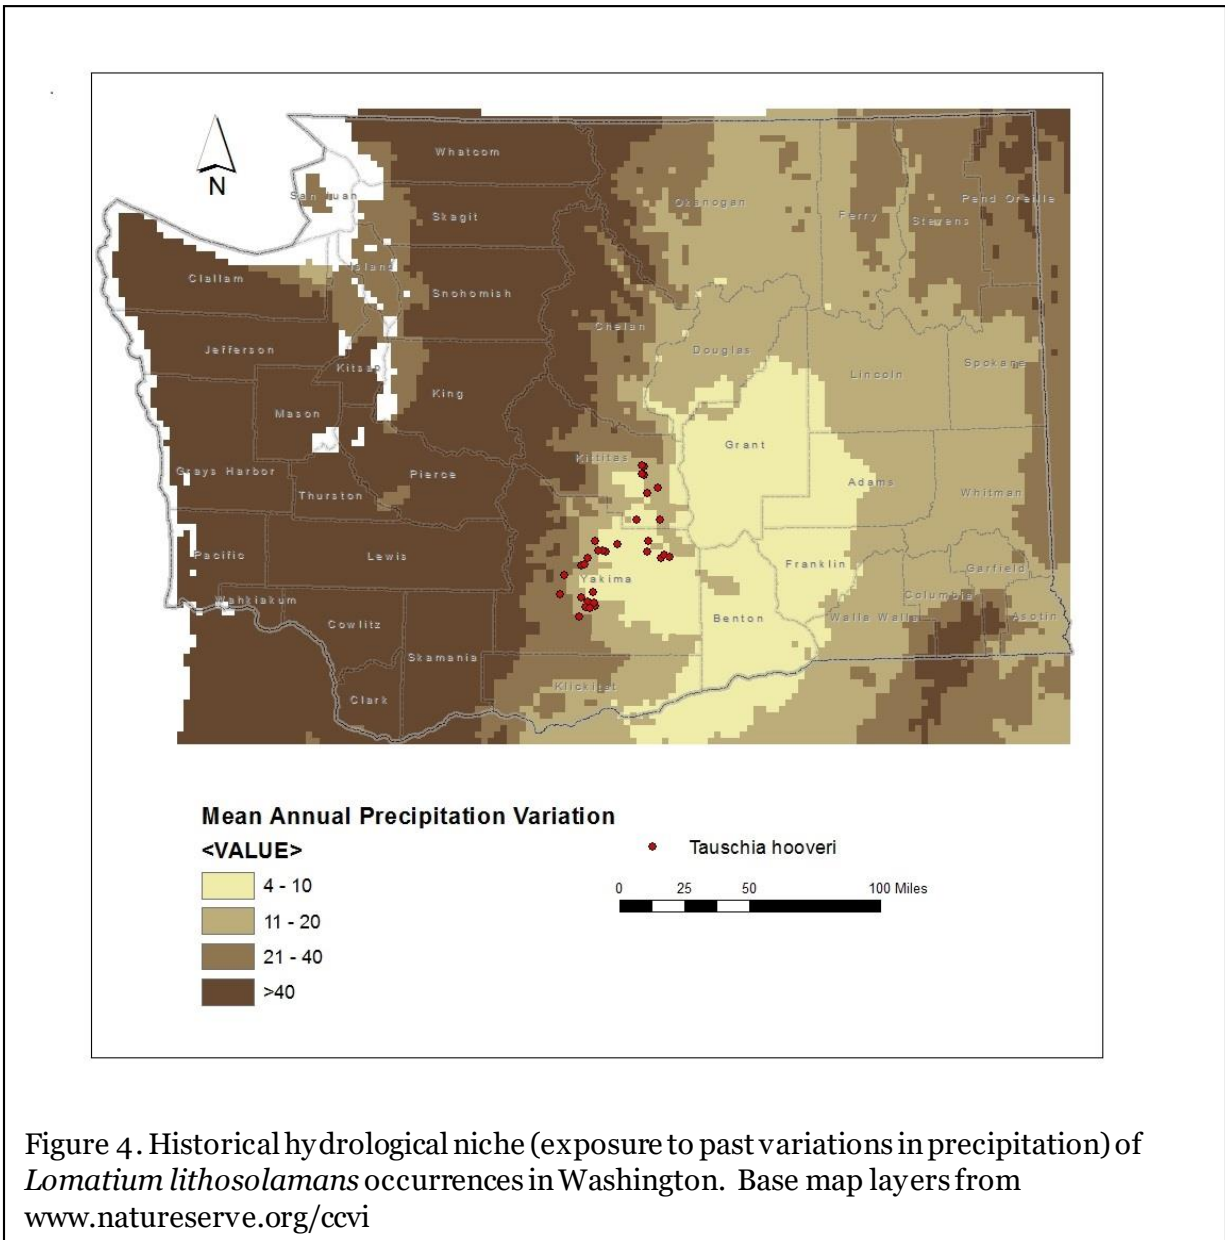 N
Whatcom
San Juan
Okanogan
Ferry
Stevens
Pend Oreille
Skagit
Island
Clallam
Snohomish
Chelan
Jefferson
Douglas
Kitsap
Lincoln
Spokane
King
Mason
Grant
Kittitas
Grays Harbor
Pierce
Thurston
Adams
Whitman
Pacific
Lewis
Franklin
Garfield
Yakima
Wahkiakum
Columbia
Cowlitz
Benton
Walla Walla
Asotin
Skamania
Klickitat
Clark
Mean Annual Precipitation Variation
<VALUE>
4 - 10
11 - 20
21 - 40
>40
Tauschia hooveri
0 25 50 100 Miles
Figure 4. Historical hydrological niche (exposure to past variations in precipitation) of
Lomatium lithosolamans occurrences in Washington. Base map layers from
www.natureserve.org/ccvi